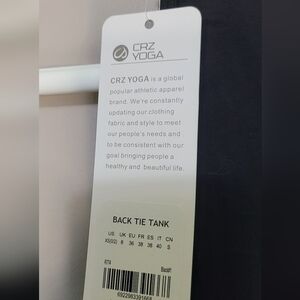 CRZ
YOGA
CRZ YOGA is a global
popular athletic apparel
brand. We're constantly
updating our clothing
fabric and style to meet
our people's needs and
to be consistent with our
goal bringing people a
healthy and beautiful life.
BACK TIE TANK
US UK EU FR ES IT CN
XS(0/2) 6 36 38 38 40 S